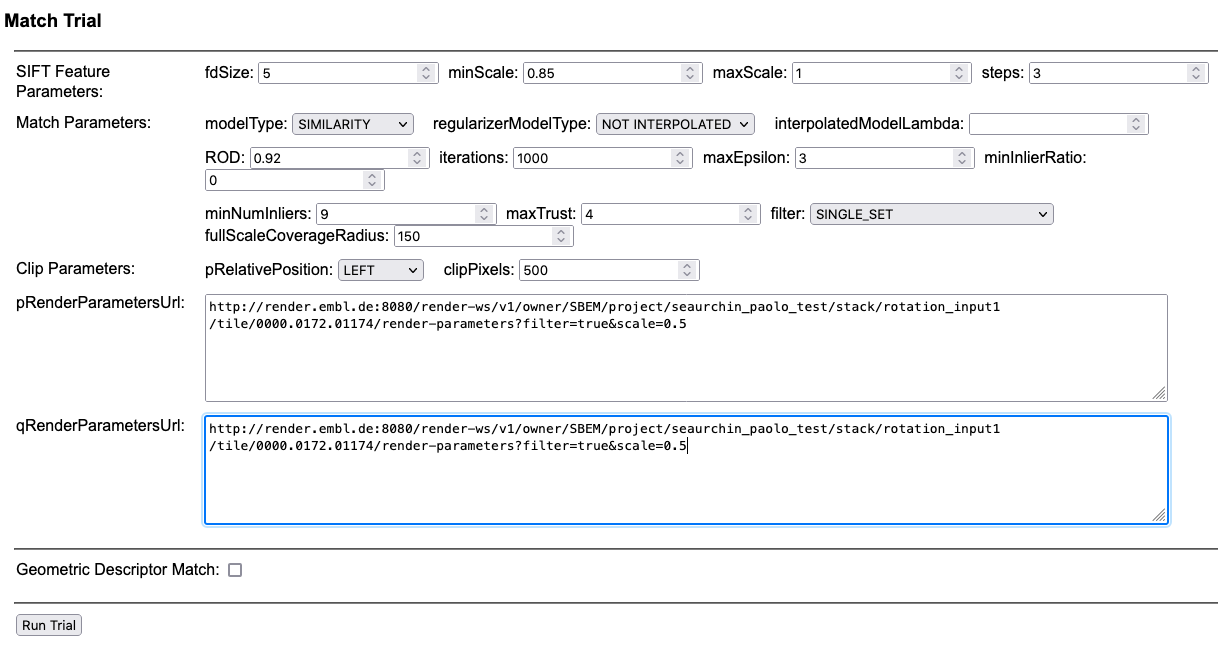 Match Trial
SIFT Feature Parameters: fdSize: 5 minScale: 0.85 maxScale: 1 steps: 3
Match Parameters: modelType: SIMILARITY regularizerModelType: NOT INTERPOLATED interpolatedModelLambda:
ROD: 0.92 iterations: 1000 maxEpsilon: 3 minInlierRatio:
0
minNumInliers: 9 maxTrust: 4 filter: SINGLE_SET
fullScaleCoverageRadius: 150
Clip Parameters: pRelativePosition: LEFT clipPixels: 500
pRenderParametersUrl: http://render.embl.de:8080/render-ws/v1/owner/SBEM/project/seaurchin_paolo_test/stack/rotation_input1
/tile/0000.0172.01174/render-parameters?filter=true&scale=0.5
qRenderParametersUrl: http://render.embl.de:8080/render-ws/v1/owner/SBEM/project/seaurchin_paolo_test/stack/rotation_input1
/tile/0000.0172.01174/render-parameters?filter=true&scale=0.5
Geometric Descriptor Match:
Run Trial